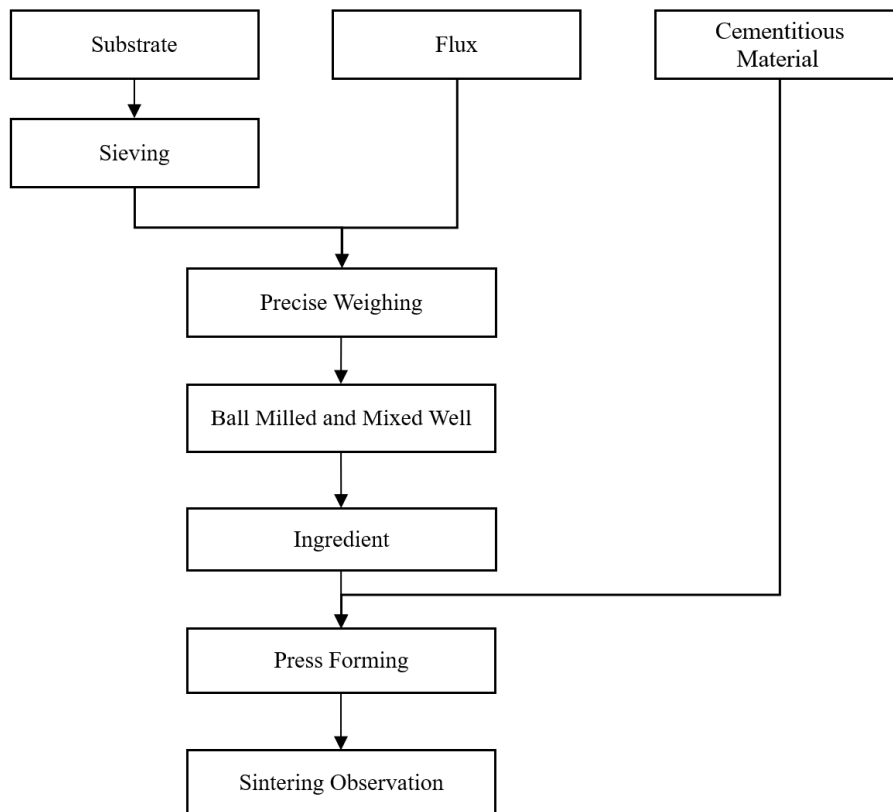 Substrate
Flux
Cementitious
Material
Sieving
Precise Weighing
Ball Milled and Mixed Well
Ingredient
Press Forming
Sintering Observation